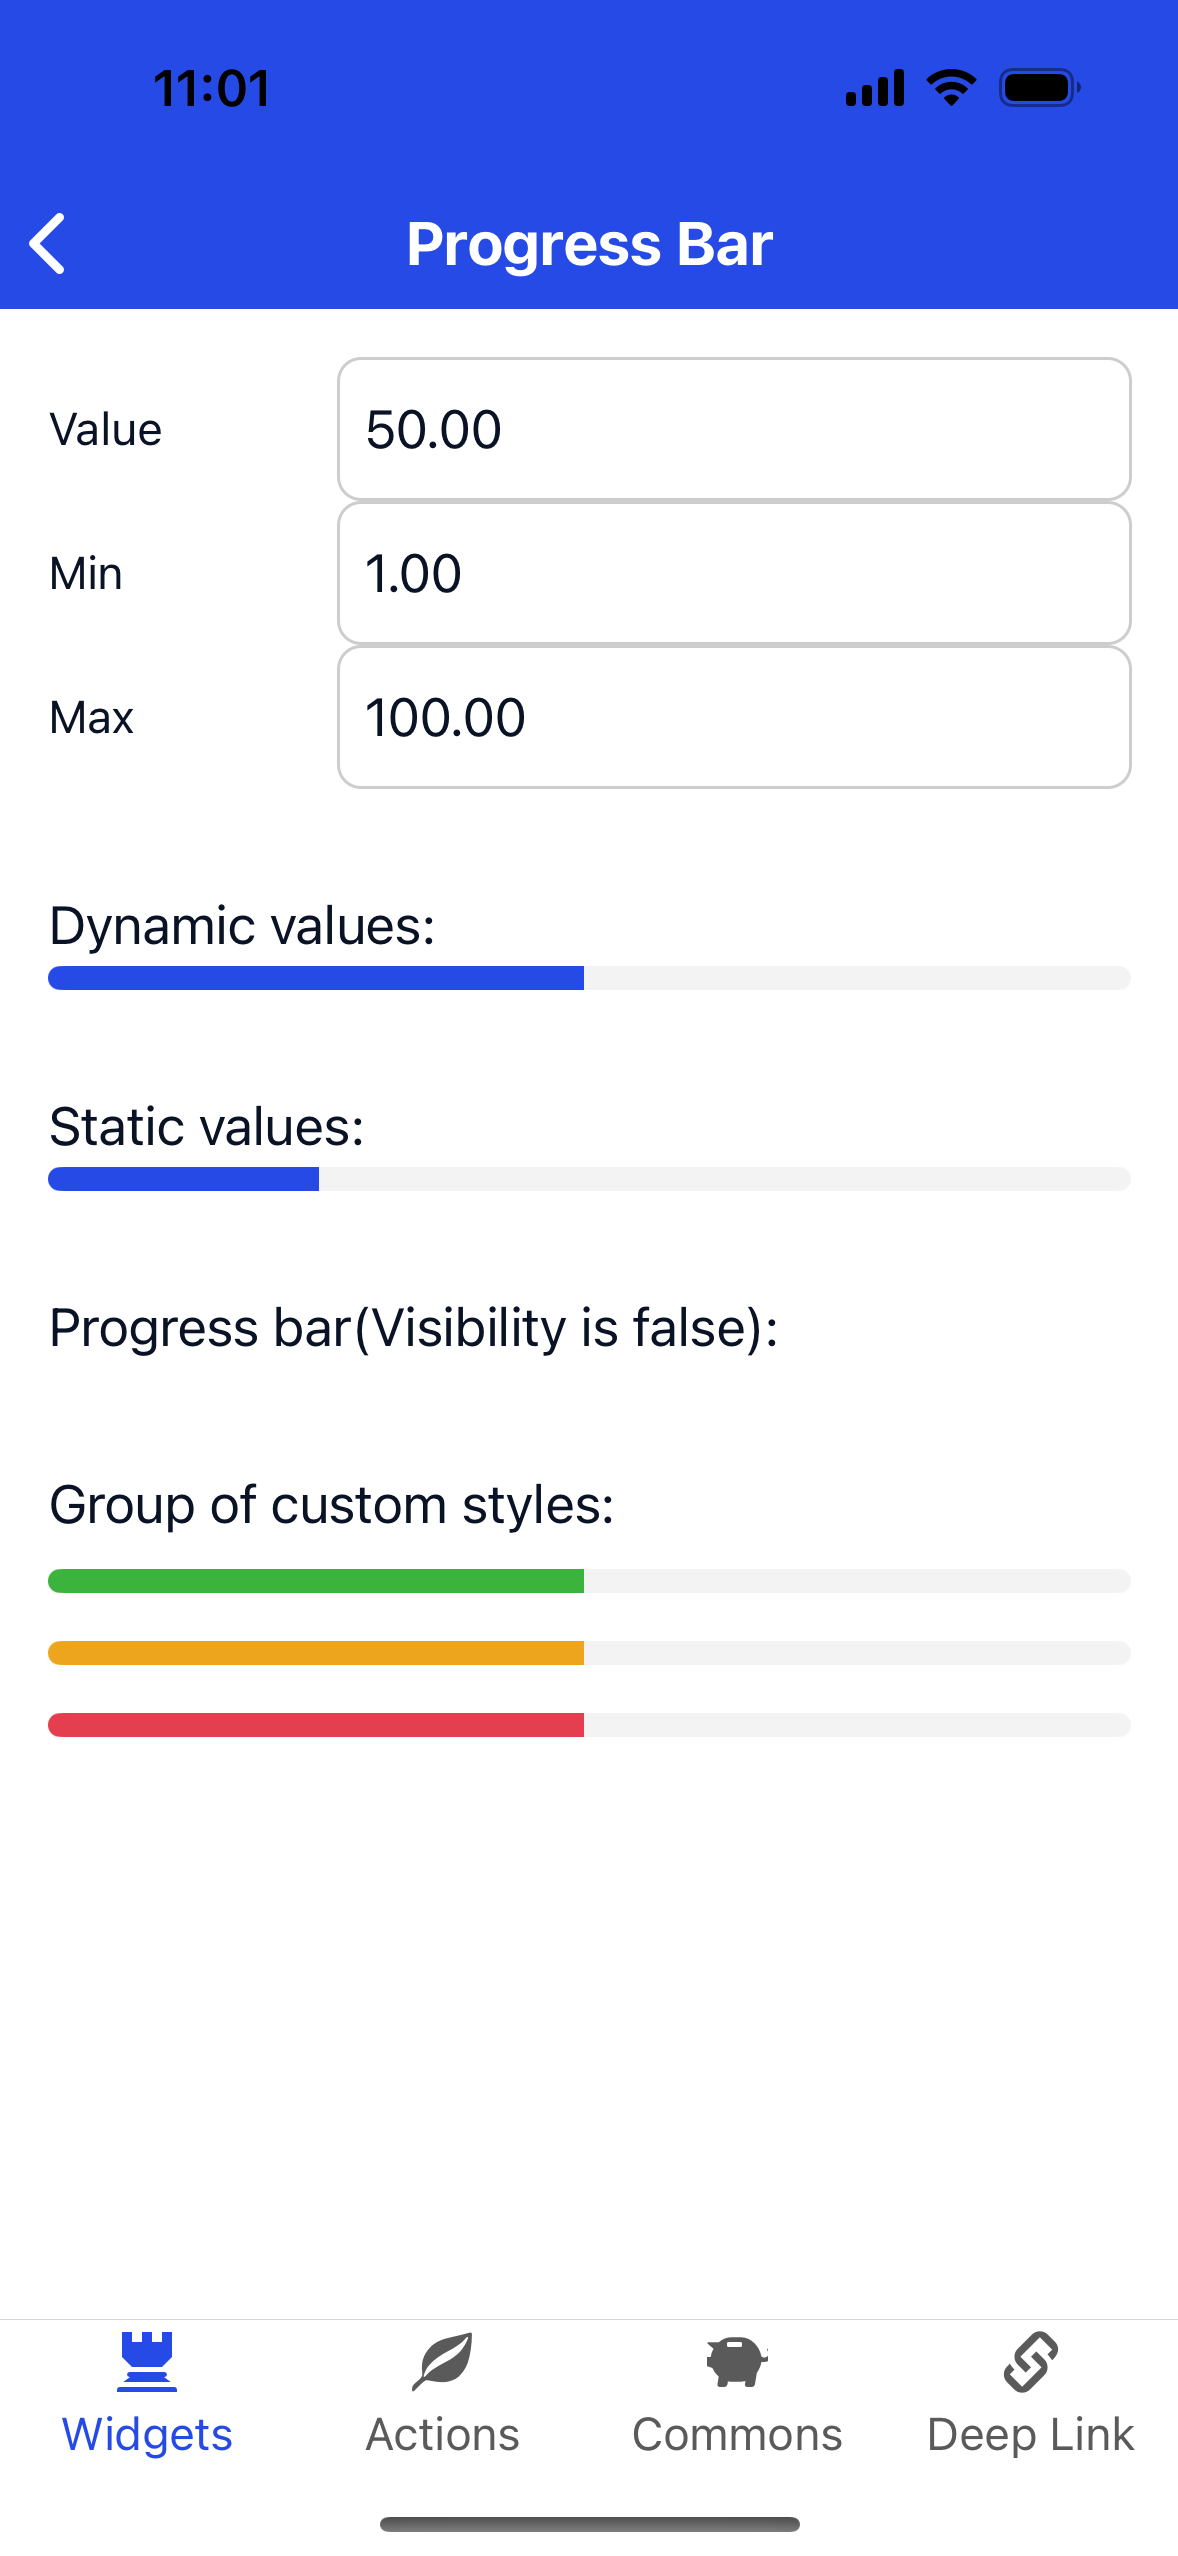 11:01
Progress Bar
Value
50.00
Min
1.00
Max
100.00
Dynamic values:
Static values:
Progress bar(Visibility is false):
Group of custom styles:
Widgets
Actions
Commons
Deep Link